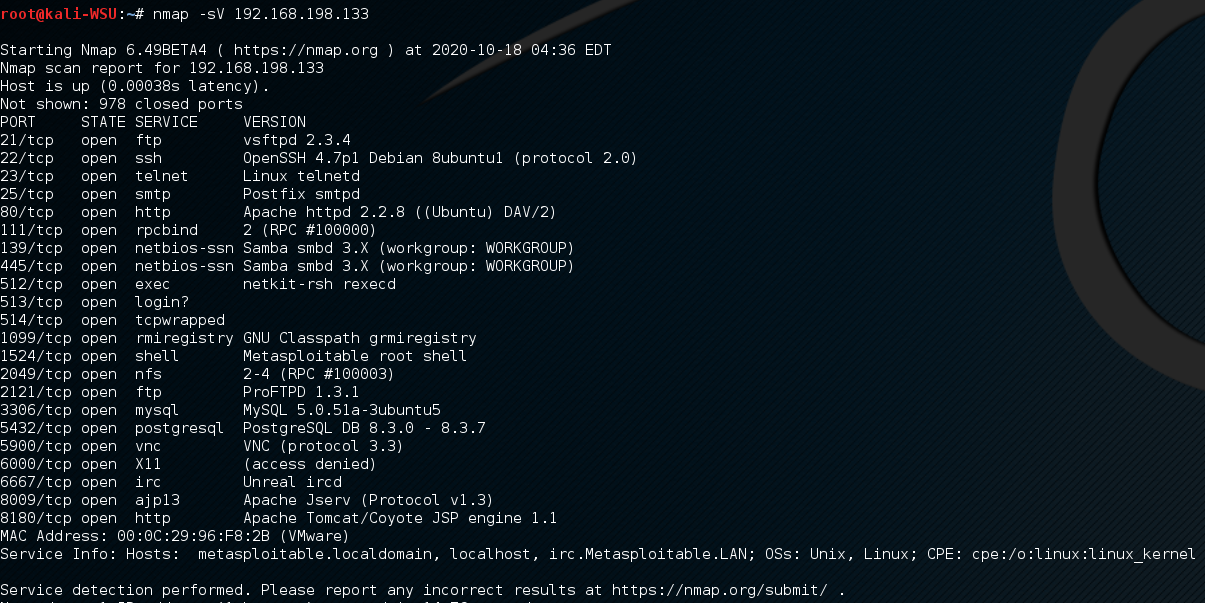 root@kali-WSU:~# nmap -sV 192.168.198.133
Starting Nmap 6.49BETA4 ( https://nmap.org ) at 2020-10-18 04:36 EDT
Nmap scan report for 192.168.198.133
Host is up (0.00038s latency).
Not shown: 978 closed ports
PORT     STATE SERVICE     VERSION
21/tcp   open  ftp         vsftpd 2.3.4
22/tcp   open  ssh         OpenSSH 4.7p1 Debian 8ubuntu1 (protocol 2.0)
23/tcp   open  telnet      Linux telnetd
25/tcp   open  smtp        Postfix smtpd
80/tcp   open  http        Apache httpd 2.2.8 ((Ubuntu) DAV/2)
111/tcp  open  rpcbind     2 (RPC #100000)
139/tcp  open  netbios-ssn Samba smbd 3.X (workgroup: WORKGROUP)
445/tcp  open  netbios-ssn Samba smbd 3.X (workgroup: WORKGROUP)
512/tcp  open  exec        netkit-rsh rexecd
513/tcp  open  login?
514/tcp  open  tcpwrapped
1099/tcp open  rmiregistry GNU Classpath grmiregistry
1524/tcp open  shell       Metasploitable root shell
2049/tcp open  nfs         2-4 (RPC #100003)
2121/tcp open  ftp         ProFTPD 1.3.1
3306/tcp open  mysql       MySQL 5.0.51a-3ubuntu5
5432/tcp open  postgresql  PostgreSQL DB 8.3.0 - 8.3.7
5900/tcp open  vnc         VNC (protocol 3.3)
6000/tcp open  X11         (access denied)
6667/tcp open  irc         Unreal ircd
8009/tcp open  ajp13       Apache Jserv (Protocol v1.3)
8180/tcp open  http        Apache Tomcat/Coyote JSP engine 1.1
MAC Address: 00:0C:29:96:F8:2B (VMware)
Service Info: Hosts:  metasploitable.localdomain, localhost, irc.Metasploitable.LAN; OSs: Unix, Linux; CPE: cpe:/o:linux:linux_kernel
Service detection performed. Please report any incorrect results at https://nmap.org/submit/ .